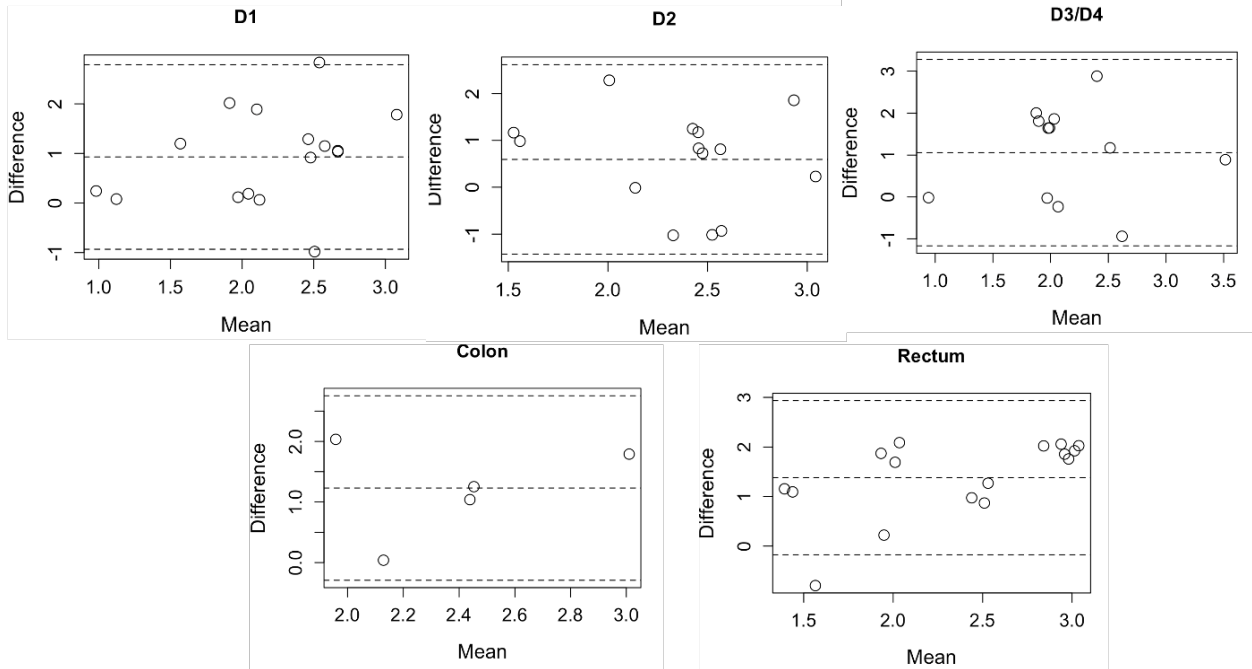 D1
Difference
2
1
0
-1
1.0 1.5 2.0 2.5 3.0
Mean
D2
Difference
2
1
0
-1
1.5 2.0 2.5 3.0
Mean
D3/D4
Difference
3
2
1
0
-1
1.0 1.5 2.0 2.5 3.0 3.5
Mean
Colon
Difference
2.0
1.0
0.0
2.0 2.2 2.4 2.6 2.8 3.0
Mean
Rectum
Difference
3
2
1
0
1.5 2.0 2.5 3.0
Mean